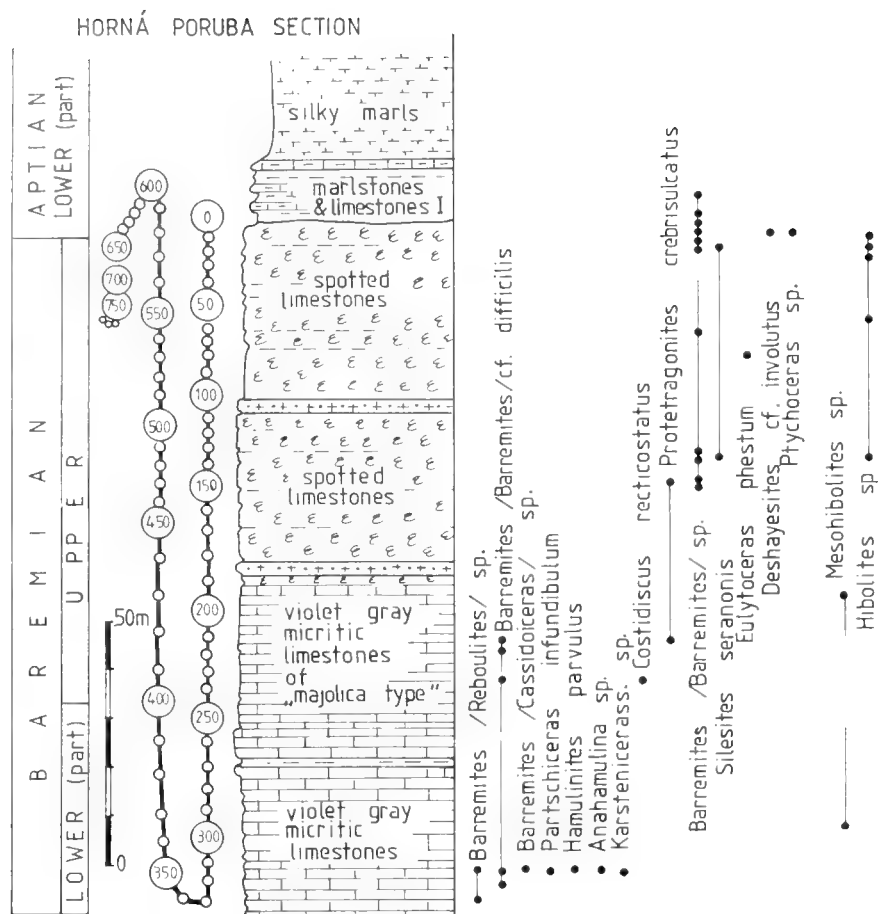 HORNÁ PORUBA SECTION
APTIAN
LOWER (part)
BAREMIAN
UPPER
LOWER (part)
50m
0
600
650
700
750
550
500
450
400
350
0
50
100
150
200
250
300
silky marls
marlstones
& limestones I
spotted
limestones
spotted
limestones
violet gray
micritic
limestones
of
„majolica type"
violet gray
micritic
limestones
Barremites /Reboulites/ sp.
Barremites /Barremites/cf. difficilis
Barremites /Cassidoiceras/ sp.
Partschiceras infundibulum
Hamulinites parvulus
Anahamulina sp.
Karstenicerass. sp.
Costidiscus recticostatus
Protetragonites crebrisulcatus
Barremites /Barremites/ sp.
Silesites seranonis
Eulytoceras phestum
Deshayesites cf. involutus
Ptychoceras sp.
Mesohibolites sp.
Hibolites sp